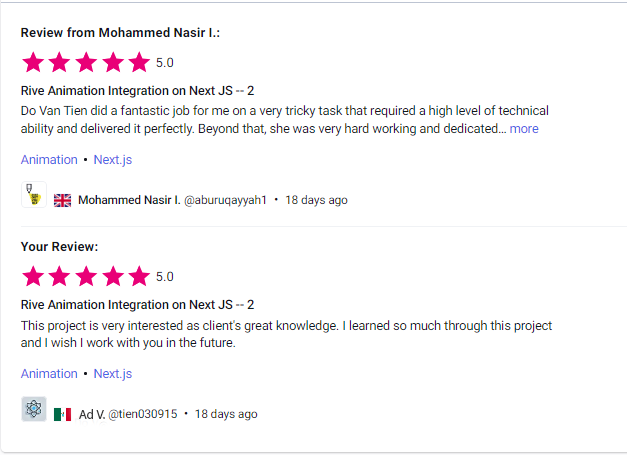 Review from Mohammed Nasir I.:
5.0
Rive Animation Integration on Next JS -- 2
Do Van Tien did a fantastic job for me on a very tricky task that required a high level of technical
ability and delivered it perfectly. Beyond that, she was very hard working and dedicated... more
Animation • Next.js
Mohammed Nasir I. @aburuqayyah1 • 18 days ago
Your Review:
5.0
Rive Animation Integration on Next JS -- 2
This project is very interested as client's great knowledge. I learned so much through this project
and I wish I work with you in the future.
Animation • Next.js
Ad V. @tien030915 • 18 days ago